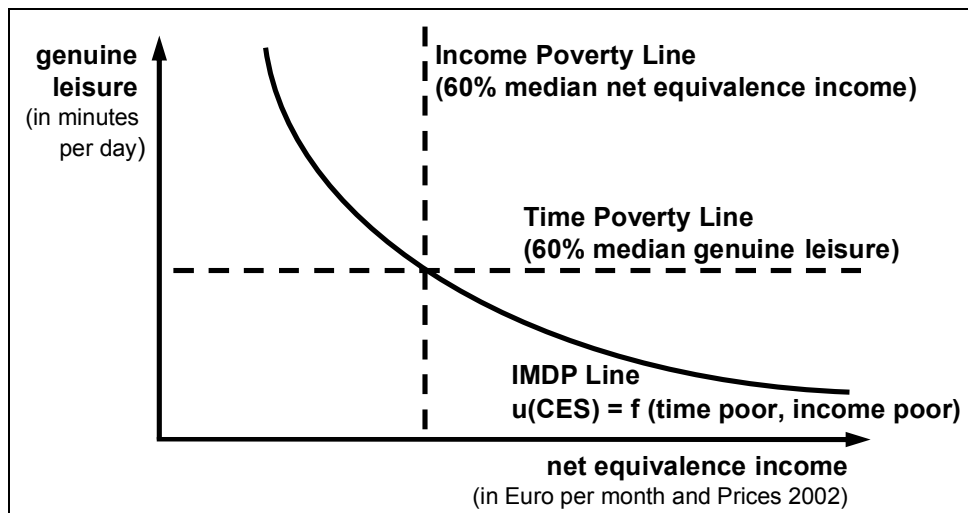 genuine
leisure
(in minutes
per day)
Income Poverty Line
(60% median net equivalence income)
Time Poverty Line
(60% median genuine leisure)
IMDP Line
u(CES) = f (time poor, income poor)
net equivalence income
(in Euro per month and Prices 2002)